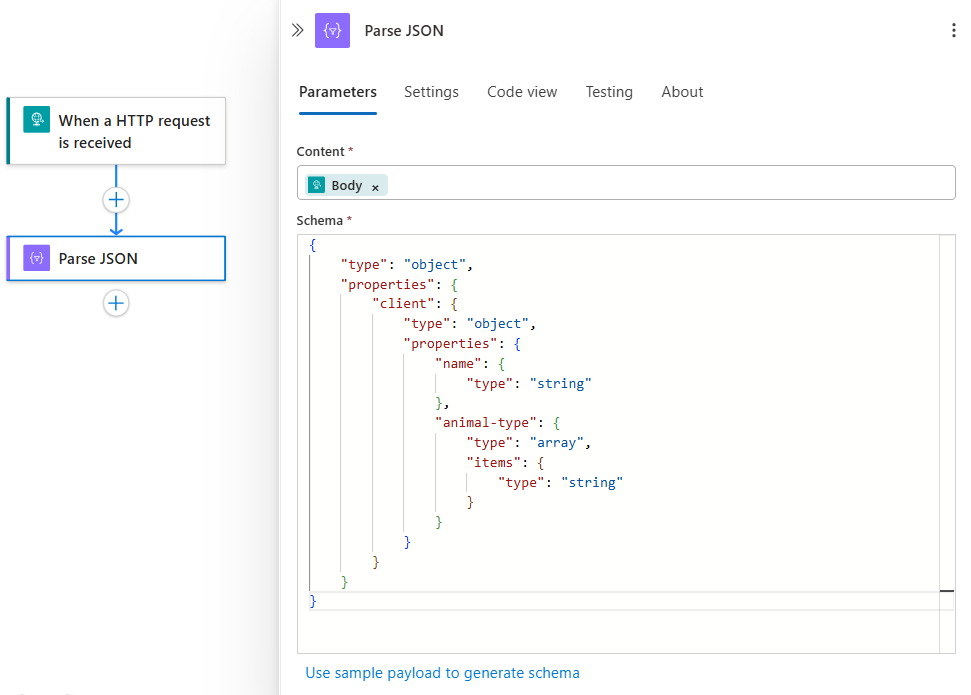 When a HTTP request
is received
Parse JSON
Parse JSON
Parameters Settings Code view Testing About
Content *
Body ×
Schema *
{
    "type": "object",
    "properties": {
        "client": {
            "type": "object",
            "properties": {
                "name": {
                    "type": "string"
                },
                "animal-type": {
                    "type": "array",
                    "items": {
                        "type": "string"
                    }
                }
            }
        }
    }
}
Use sample payload to generate schema